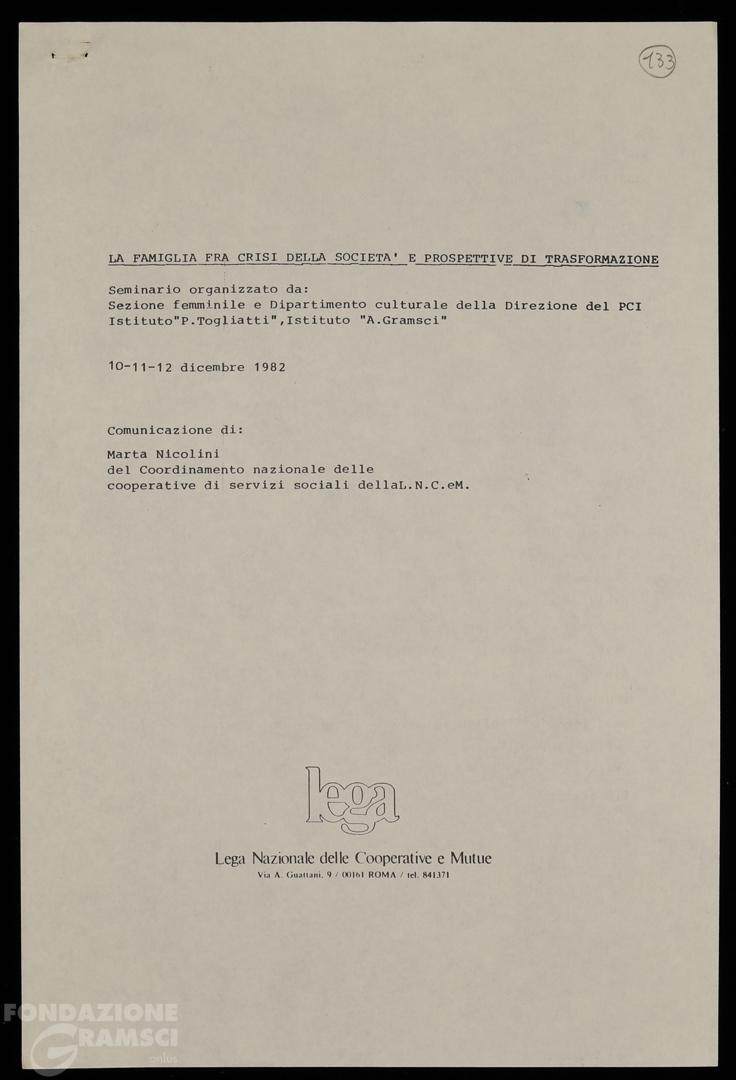 133
LA FAMIGLIA FRA CRISI DELLA SOCIETA' E PROSPETTIVE DI TRASFORMAZIONE
Seminario organizzato da:
Sezione femminile e Dipartimento culturale della Direzione del PCI
Istituto"P.Togliatti",Istituto "A.Gramsci"
10-11-12 dicembre 1982
Comunicazione di:
Marta Nicolini
del Coordinamento nazionale delle
cooperative di servizi sociali dellaL.N.C.eM.
lega
Lega Nazionale delle Cooperative e Mutue
Via A. Guattani, 9 / 00161 ROMA / tel. 841371
FONDAZIONE
GRAMSCI
onlus